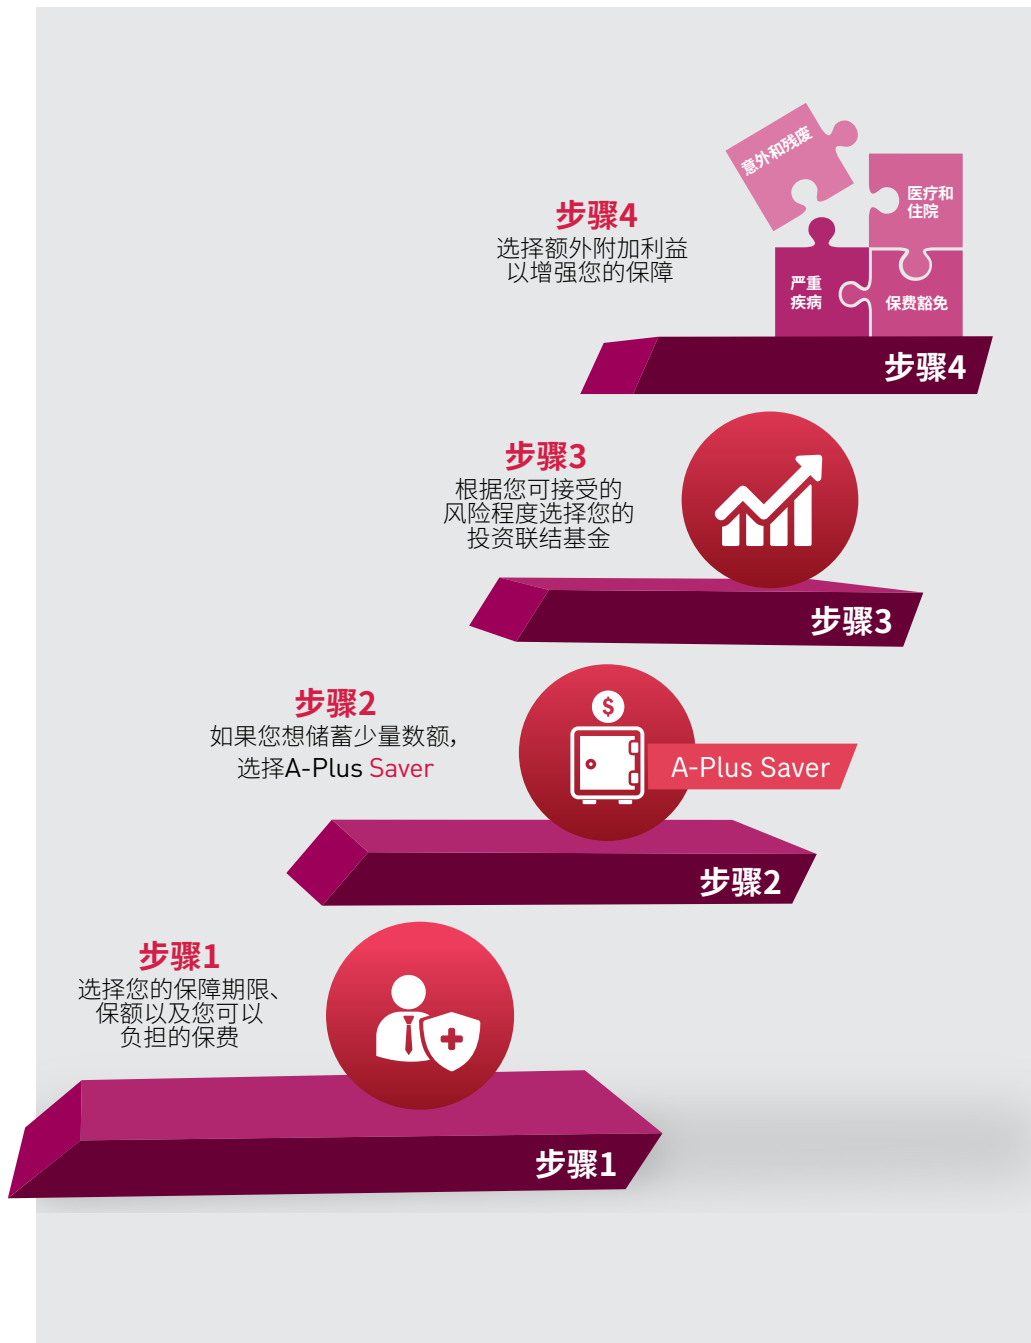 意外和残废
医疗和
住院
严重
疾病
保费豁免
步骤4
选择额外附加利益
以增强您的保障
步骤4
步骤3
根据您可接受的
风险程度选择您的
投资联结基金
步骤3
步骤2
如果您想储蓄少量数额，
选择A-Plus Saver
$
A-Plus Saver
步骤2
步骤1
选择您的保障期限、
保额以及您可以
负担的保费
步骤1